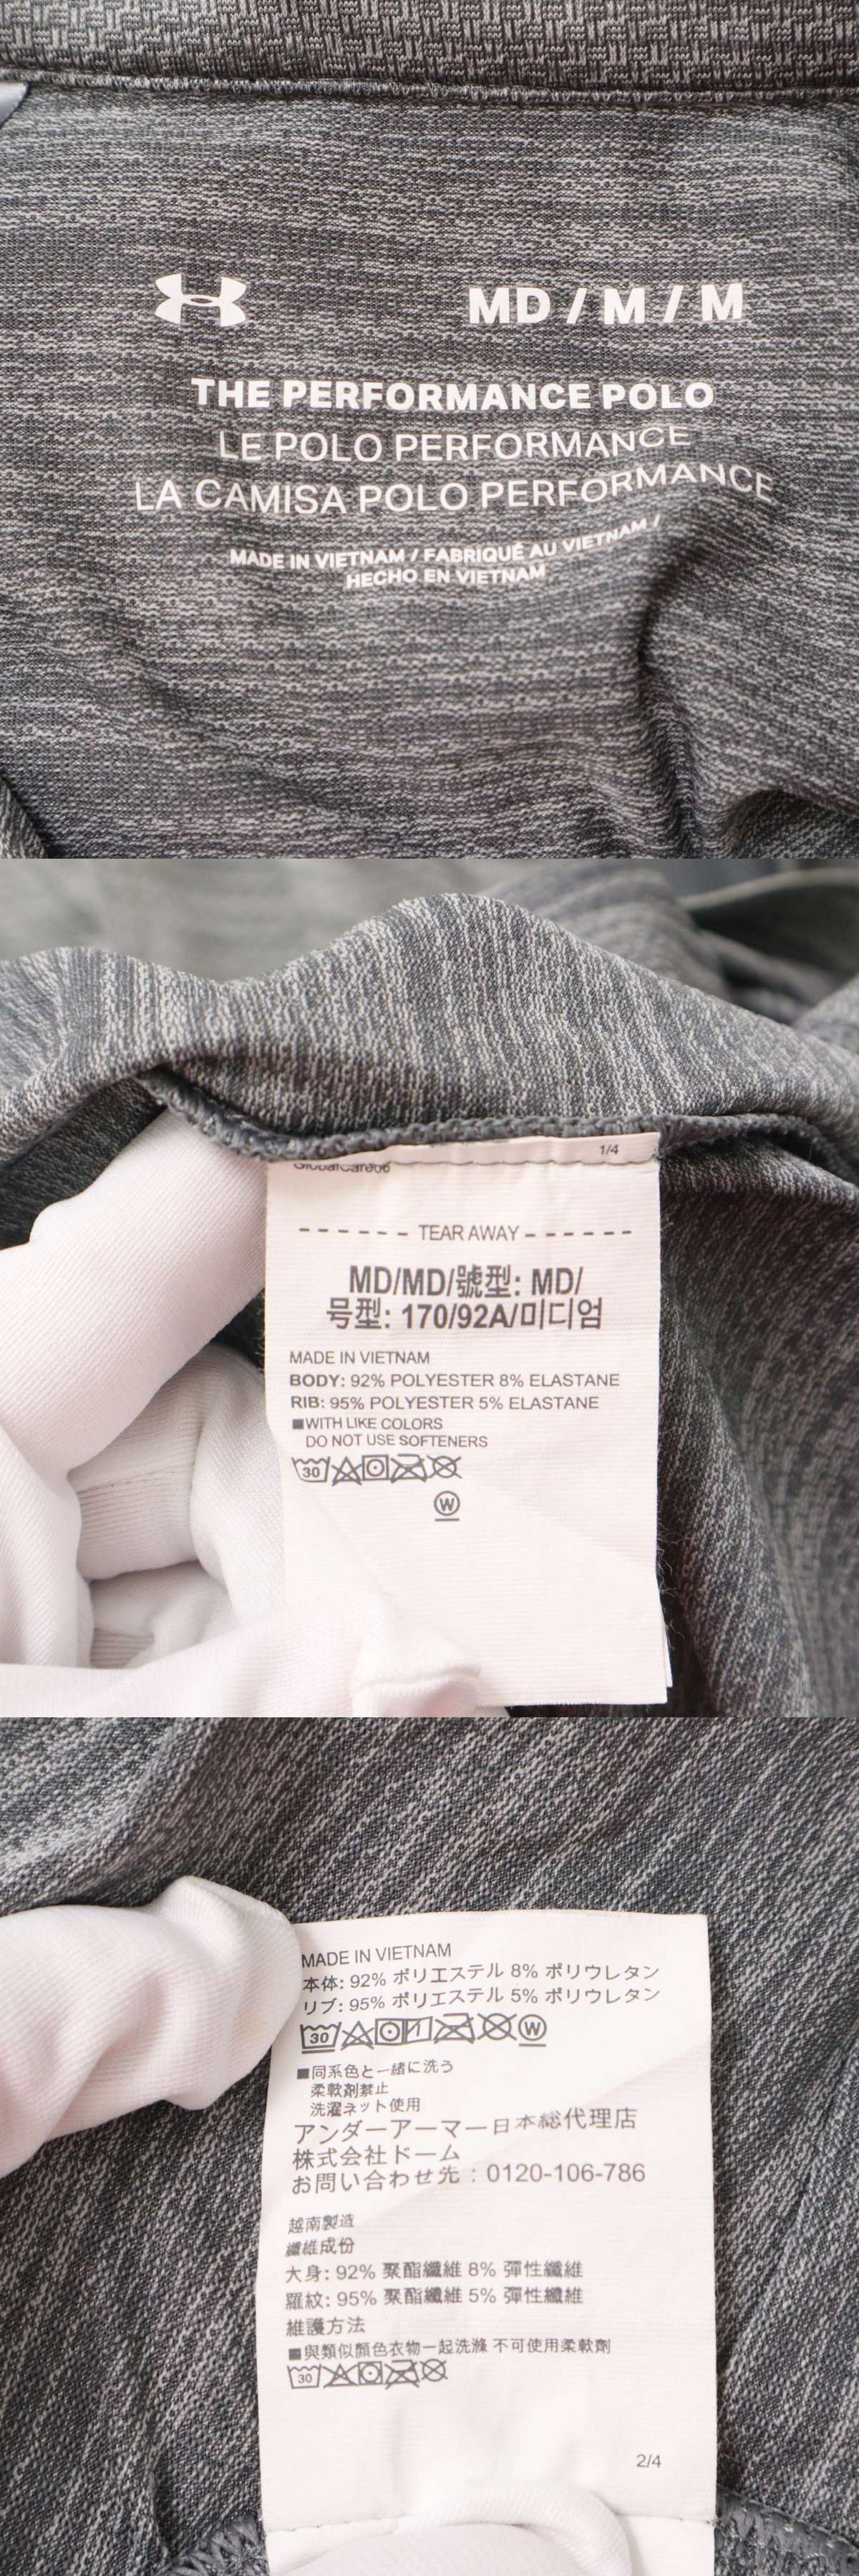 MD / M / M
THE PERFORMANCE POLO
LE POLO PERFORMANCE
LA CAMISA POLO PERFORMANCE
MADE IN VIETNAM / FABRIQUÉ AU VIETNAM /
HECHO EN VIETNAM
1/4
GlobalCare06
TEAR AWAY
MD/MD/號型: MD/
号型: 170/92A/미디엄
MADE IN VIETNAM
BODY: 92% POLYESTER 8% ELASTANE
RIB: 95% POLYESTER 5% ELASTANE
■WITH LIKE COLORS
DO NOT USE SOFTENERS
30
W
MADE IN VIETNAM
本体: 92% ポリエステル 8% ポリウレタン
リブ: 95% ポリエステル 5% ポリウレタン
30 W
■同系色と一緒に洗う
柔軟剤禁止
洗濯ネット使用
アンダーアーマー日本総代理店
株式会社ドーム
お問い合わせ先：0120-106-786
越南製造
纖維成份
大身: 92% 聚酯纖維 8% 彈性纖維
羅紋: 95% 聚酯纖維 5% 彈性纖維
維護方法
■與類似顏色衣物一起洗滌 不可使用柔軟劑
30
2/4